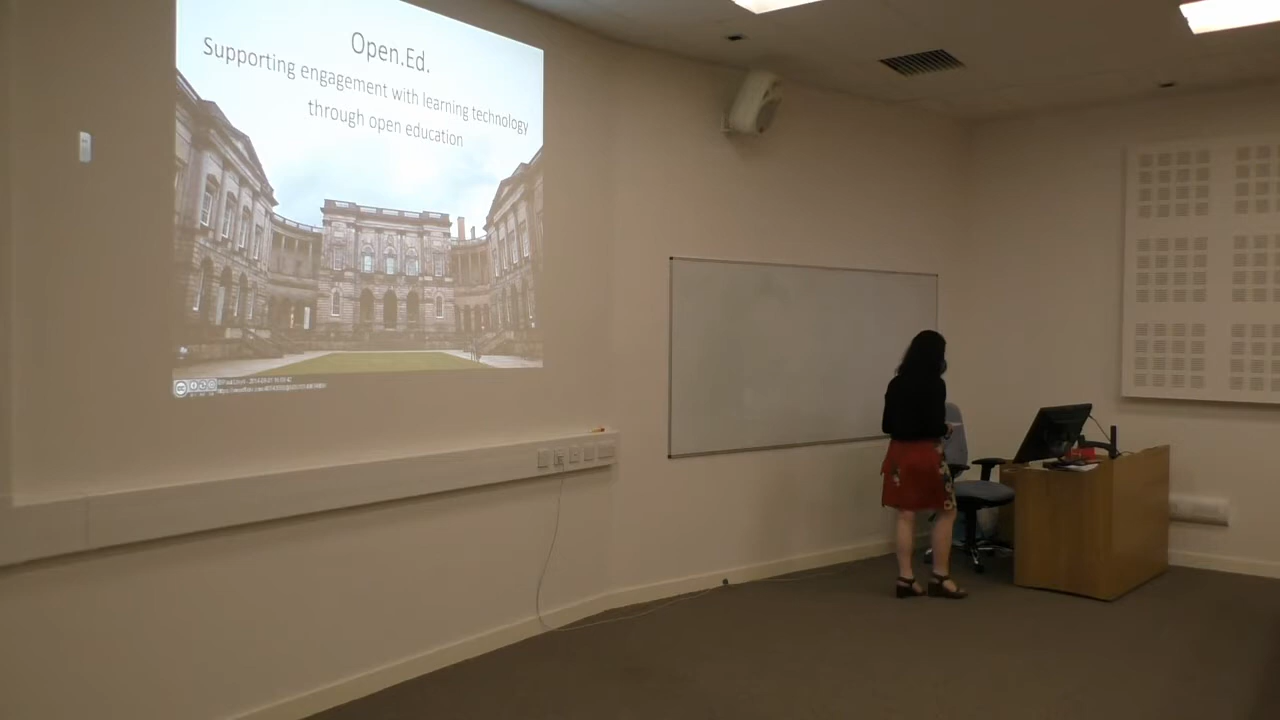 Open.Ed.
Supporting engagement with learning technology
through open education